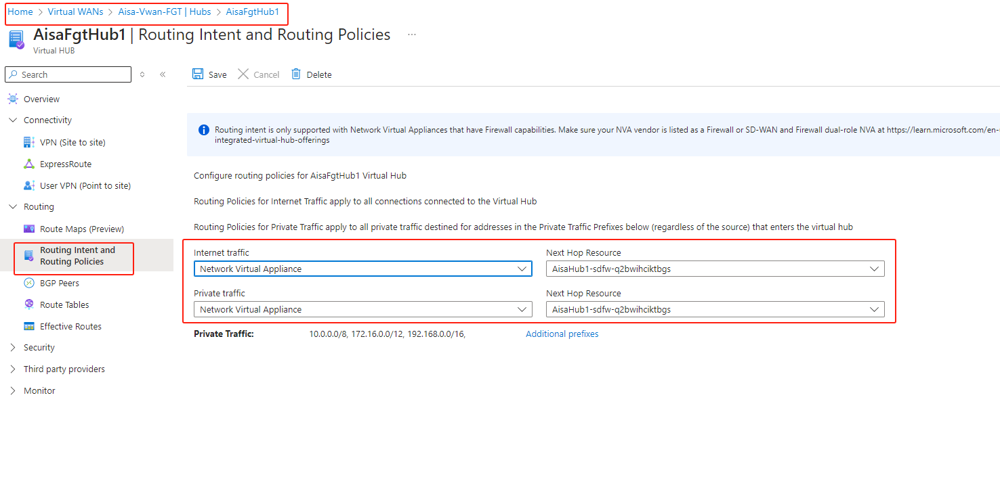 Home > Virtual WANs > Aisa-Vwan-FGT | Hubs > AisaFgtHub1
AisaFgtHub1 | Routing Intent and Routing Policies ...
Virtual HUB
Search
Save Cancel Delete
Overview
Connectivity
VPN (Site to site)
ExpressRoute
User VPN (Point to site)
Routing
Route Maps (Preview)
Routing Intent and
Routing Policies
BGP Peers
Route Tables
Effective Routes
Security
Third party providers
Monitor
Routing intent is only supported with Network Virtual Appliances that have Firewall capabilities. Make sure your NVA vendor is listed as a Firewall or SD-WAN and Firewall dual-role NVA at https://learn.microsoft.com/en-
integrated-virtual-hub-offerings
Configure routing policies for AisaFgtHub1 Virtual Hub
Routing Policies for Internet Traffic apply to all connections connected to the Virtual Hub
Routing Policies for Private Traffic apply to all private traffic destined for addresses in the Private Traffic Prefixes below (regardless of the source) that enters the virtual hub
Internet traffic Next Hop Resource
Network Virtual Appliance AisaHub1-sdfw-q2bwihciktbgs
Private traffic Next Hop Resource
Network Virtual Appliance AisaHub1-sdfw-q2bwihciktbgs
Private Traffic: 10.0.0.0/8, 172.16.0.0/12, 192.168.0.0/16, Additional prefixes